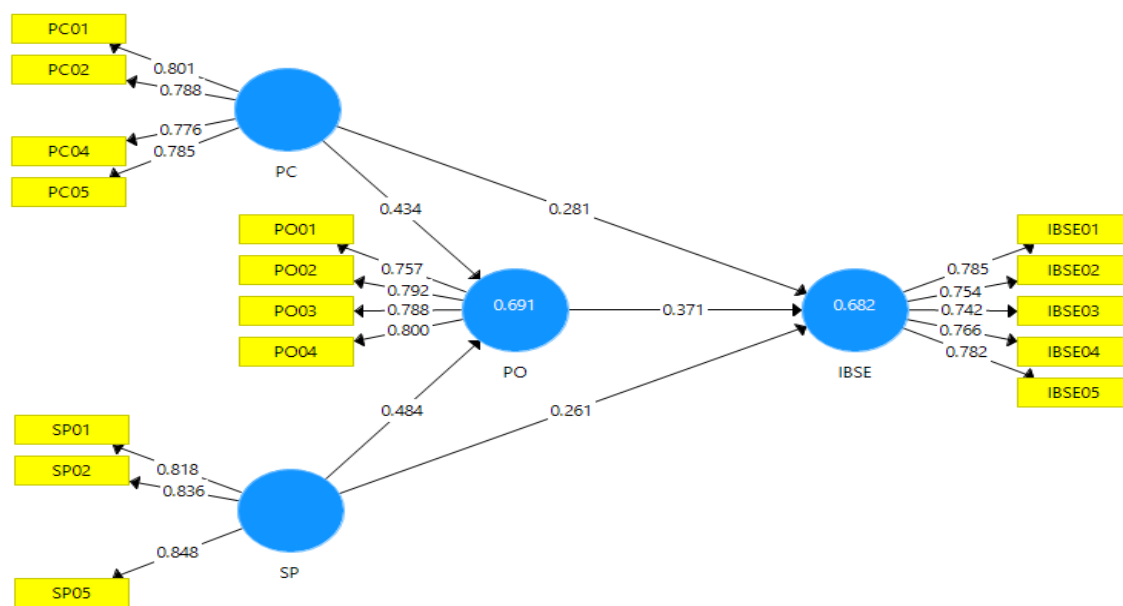 PC01
0.801
PC02
0.788
PC04
0.776
0.785
PC05
PC
0.434
0.281
PO01
0.757
PO02
0.792
PO03
0.788
PO04
0.800
0.691
PO
0.371
0.682
IBSE
IBSE01
0.785
IBSE02
0.754
IBSE03
0.742
0.766
IBSE04
0.782
IBSE05
0.484
0.261
SP01
0.818
SP02
0.836
0.848
SP05
SP